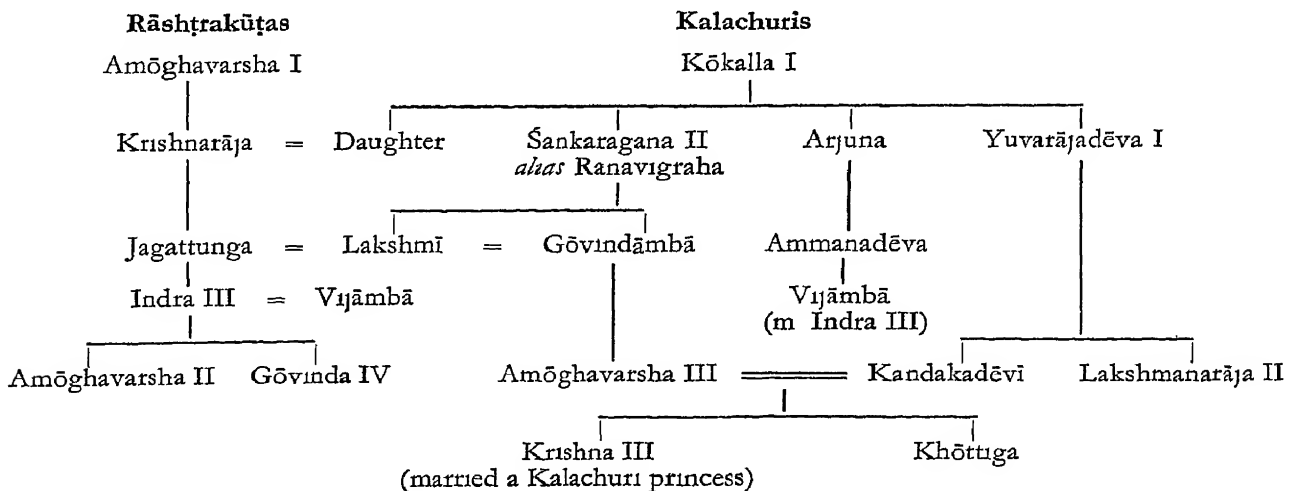 Rāshṭrakūṭas Kalachuris
Amōghavarsha I Kōkalla I
Krishnarāja = Daughter Śankaragana II Arjuna Yuvarājadēva I
alias Ranavigraha
Jagattunga = Lakshmī = Gōvindāmbā Ammanadēva
Indra III = Vijāmbā Vijāmbā
(m Indra III)
Amōghavarsha II Gōvinda IV Amōghavarsha III = Kandakadēvī Lakshmanarāja II
Krishna III Khōttiga
(married a Kalachuri princess)